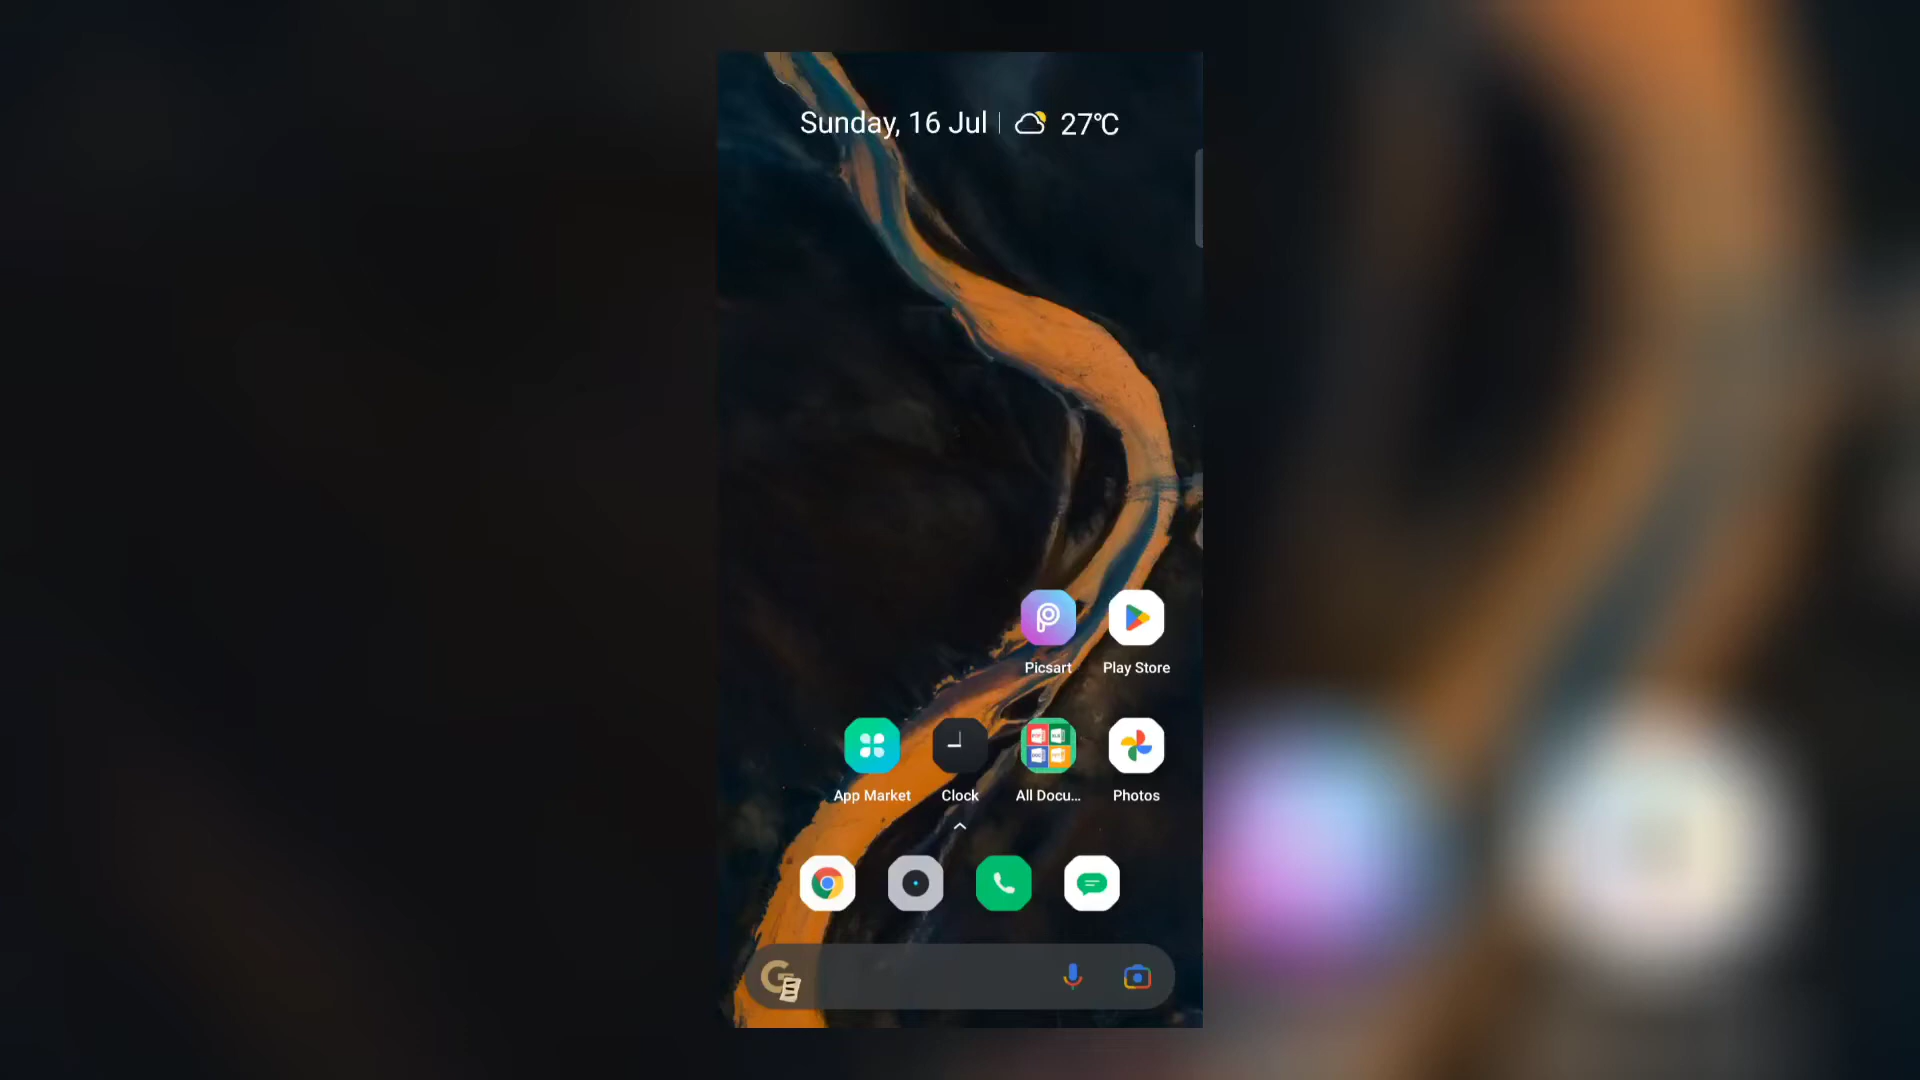 Sunday, 16 Jul 27°C
Picsart Play Store
App Market Clock All Docu... Photos